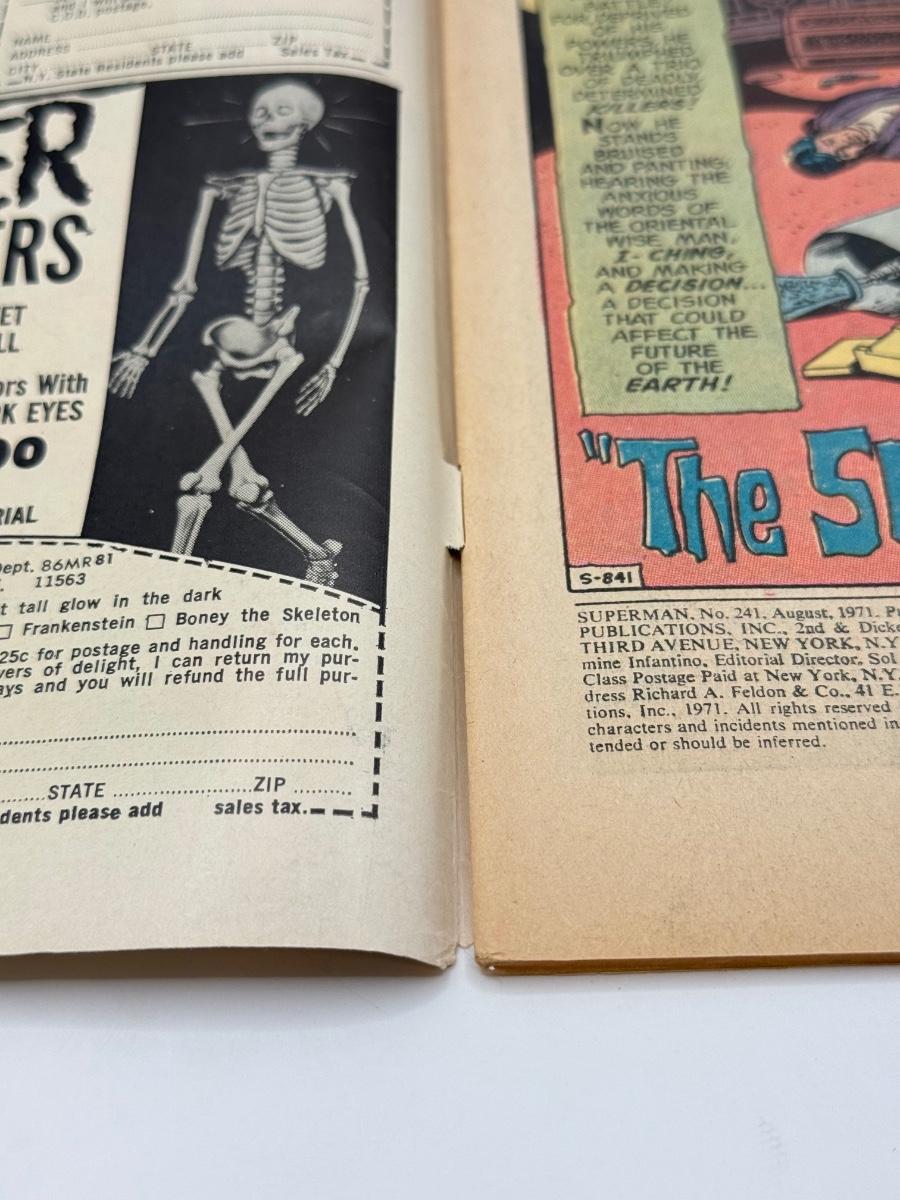 C.O.D. postage.
NAME
ADDRESS
CITY STATE ZIP
N.Y. State Residents please add Sales Tax
ER
ERS
ET
LL
ors With
K EYES
00
RIAL
Dept. 86MR81
11563
t tall glow in the dark
☐ Frankenstein ☐ Boney the Skeleton
25c for postage and handling for each.
vers of delight, I can return my pur-
ays and you will refund the full pur-
STATE ZIP
dents please add sales tax.
BATTLE,
FOR, DEPRIVED
OF HIS
POWERS, HE
TRIUMPHED
OVER A TRIO
OF DEADLY,
DETERMINED
KILLERS!
NOW HE
STANDS
BRUISED
AND PANTING,
HEARING THE
ANXIOUS
WORDS OF
THE ORIENTAL
WISE MAN,
I-CHING,
AND MAKING
A DECISION...
A DECISION
THAT COULD
AFFECT THE
FUTURE
OF THE
EARTH!
"The S
S-841
SUPERMAN, No. 241, August, 1971. P
PUBLICATIONS, INC., 2nd & Dicke
THIRD AVENUE, NEW YORK, N.Y
mine Infantino, Editorial Director, Sol
Class Postage Paid at New York, N.Y.
dress Richard A. Feldon & Co., 41 E.
tions, Inc., 1971. All rights reserved
characters and incidents mentioned in
tended or should be inferred.